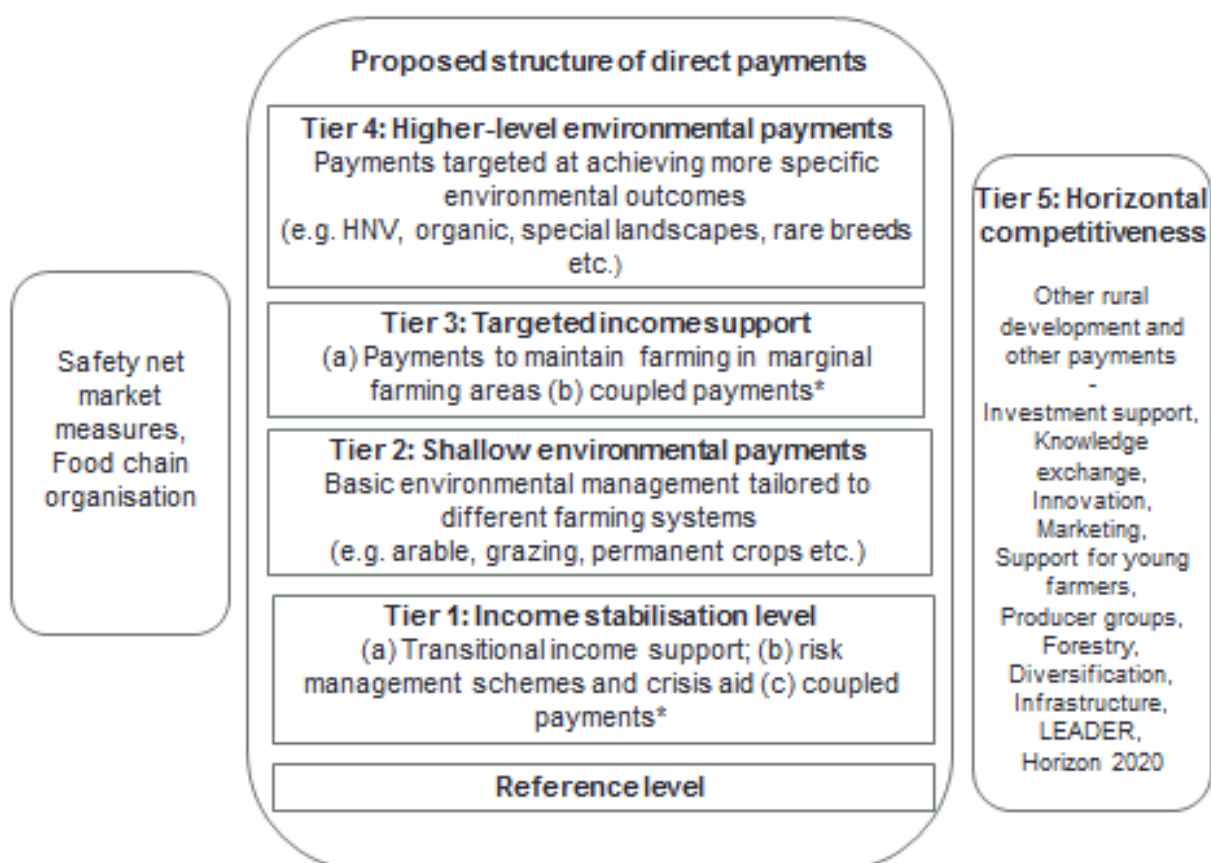 Proposed structure of direct payments
Tier 4: Higher-level environmental payments
Payments targeted at achieving more specific
environmental outcomes
(e.g. HNV, organic, special landscapes, rare breeds
etc.)
Tier 3: Targeted income support
(a) Payments to maintain farming in marginal
farming areas (b) coupled payments*
Tier 2: Shallow environmental payments
Basic environmental management tailored to
different farming systems
(e.g. arable, grazing, permanent crops etc.)
Tier 1: Income stabilisation level
(a) Transitional income support; (b) risk
management schemes and crisis aid (c) coupled
payments*
Reference level
Safety net
market
measures,
Food chain
organisation
Tier 5: Horizontal
competitiveness
Other rural
development and
other payments
-
Investment support,
Knowledge
exchange,
Innovation,
Marketing,
Support for young
farmers,
Producer groups,
Forestry,
Diversification,
Infrastructure,
LEADER,
Horizon 2020